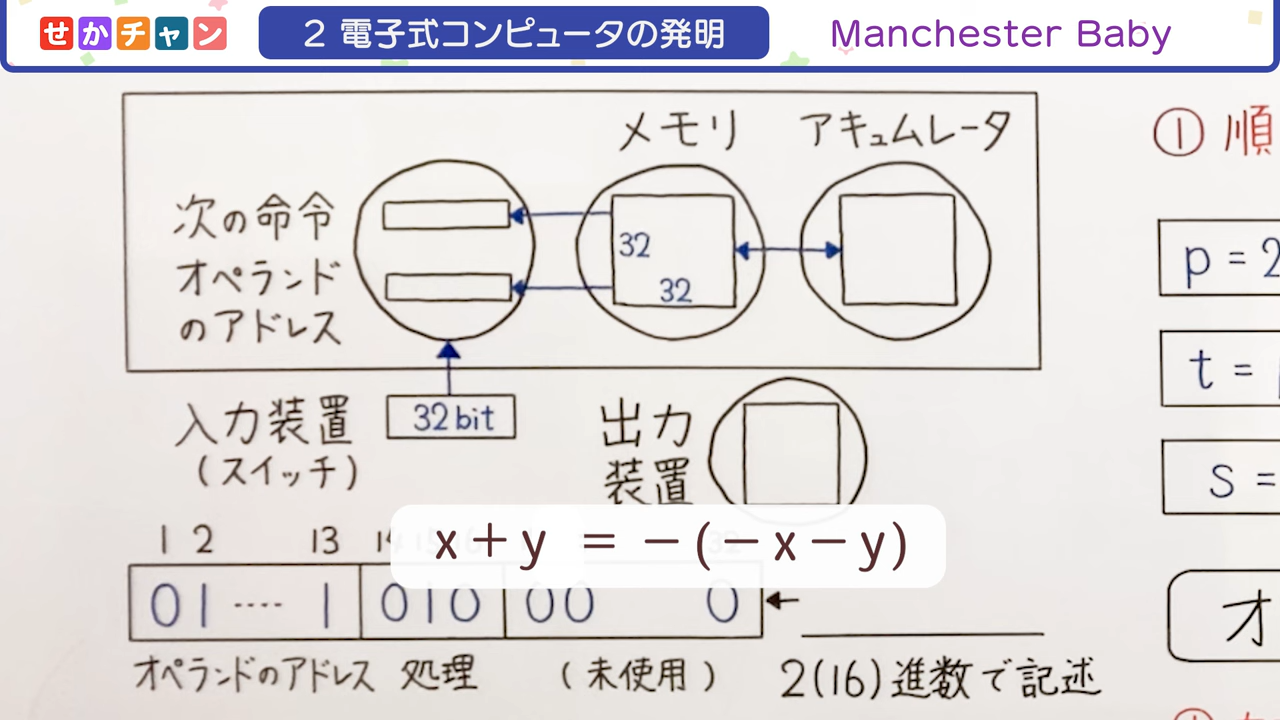 せかチャン
2 電子式コンピュータの発明
Manchester Baby
メモリ
アキュムレータ
① 順
次の命令
オペランド
のアドレス
32
32
p = 2
t =
入力装置
(スイッチ)
32bit
出力
装置
s =
x+y = -(-x-y)
1 2 13 14 15 16 32
01 ---- 1 010 00 0
オ
オペランドのアドレス 処理 (未使用)
2(16)進数で記述